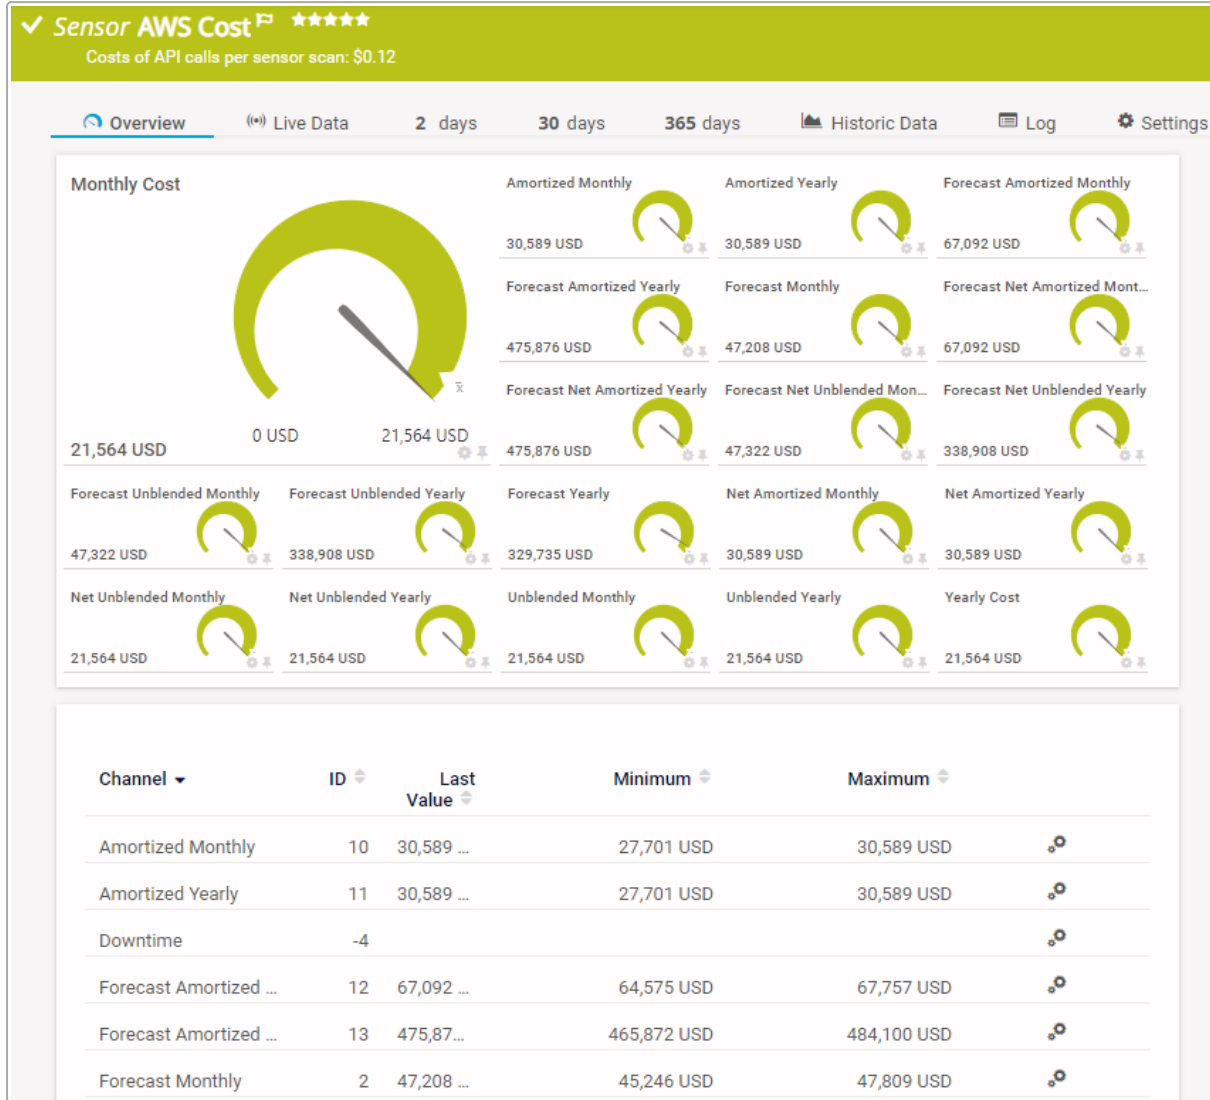 Sensor AWS Cost
Costs of API calls per sensor scan: $0.12
Overview Live Data 2 days 30 days 365 days Historic Data Log Settings
Monthly Cost
0 USD 21,564 USD
x̄
21,564 USD
Amortized Monthly
30,589 USD
Amortized Yearly
30,589 USD
Forecast Amortized Monthly
67,092 USD
Forecast Amortized Yearly
475,876 USD
Forecast Monthly
47,208 USD
Forecast Net Amortized Mont...
67,092 USD
Forecast Net Amortized Yearly
475,876 USD
Forecast Net Unblended Mon...
47,322 USD
Forecast Net Unblended Yearly
338,908 USD
Forecast Unblended Monthly
47,322 USD
Forecast Unblended Yearly
338,908 USD
Forecast Yearly
329,735 USD
Net Amortized Monthly
30,589 USD
Net Amortized Yearly
30,589 USD
Net Unblended Monthly
21,564 USD
Net Unblended Yearly
21,564 USD
Unblended Monthly
21,564 USD
Unblended Yearly
21,564 USD
Yearly Cost
21,564 USD
Channel ID Last Value Minimum Maximum
Amortized Monthly 10 30,589 ... 27,701 USD 30,589 USD
Amortized Yearly 11 30,589 ... 27,701 USD 30,589 USD
Downtime -4
Forecast Amortized ... 12 67,092 ... 64,575 USD 67,757 USD
Forecast Amortized ... 13 475,87... 465,872 USD 484,100 USD
Forecast Monthly 2 47,208 ... 45,246 USD 47,809 USD